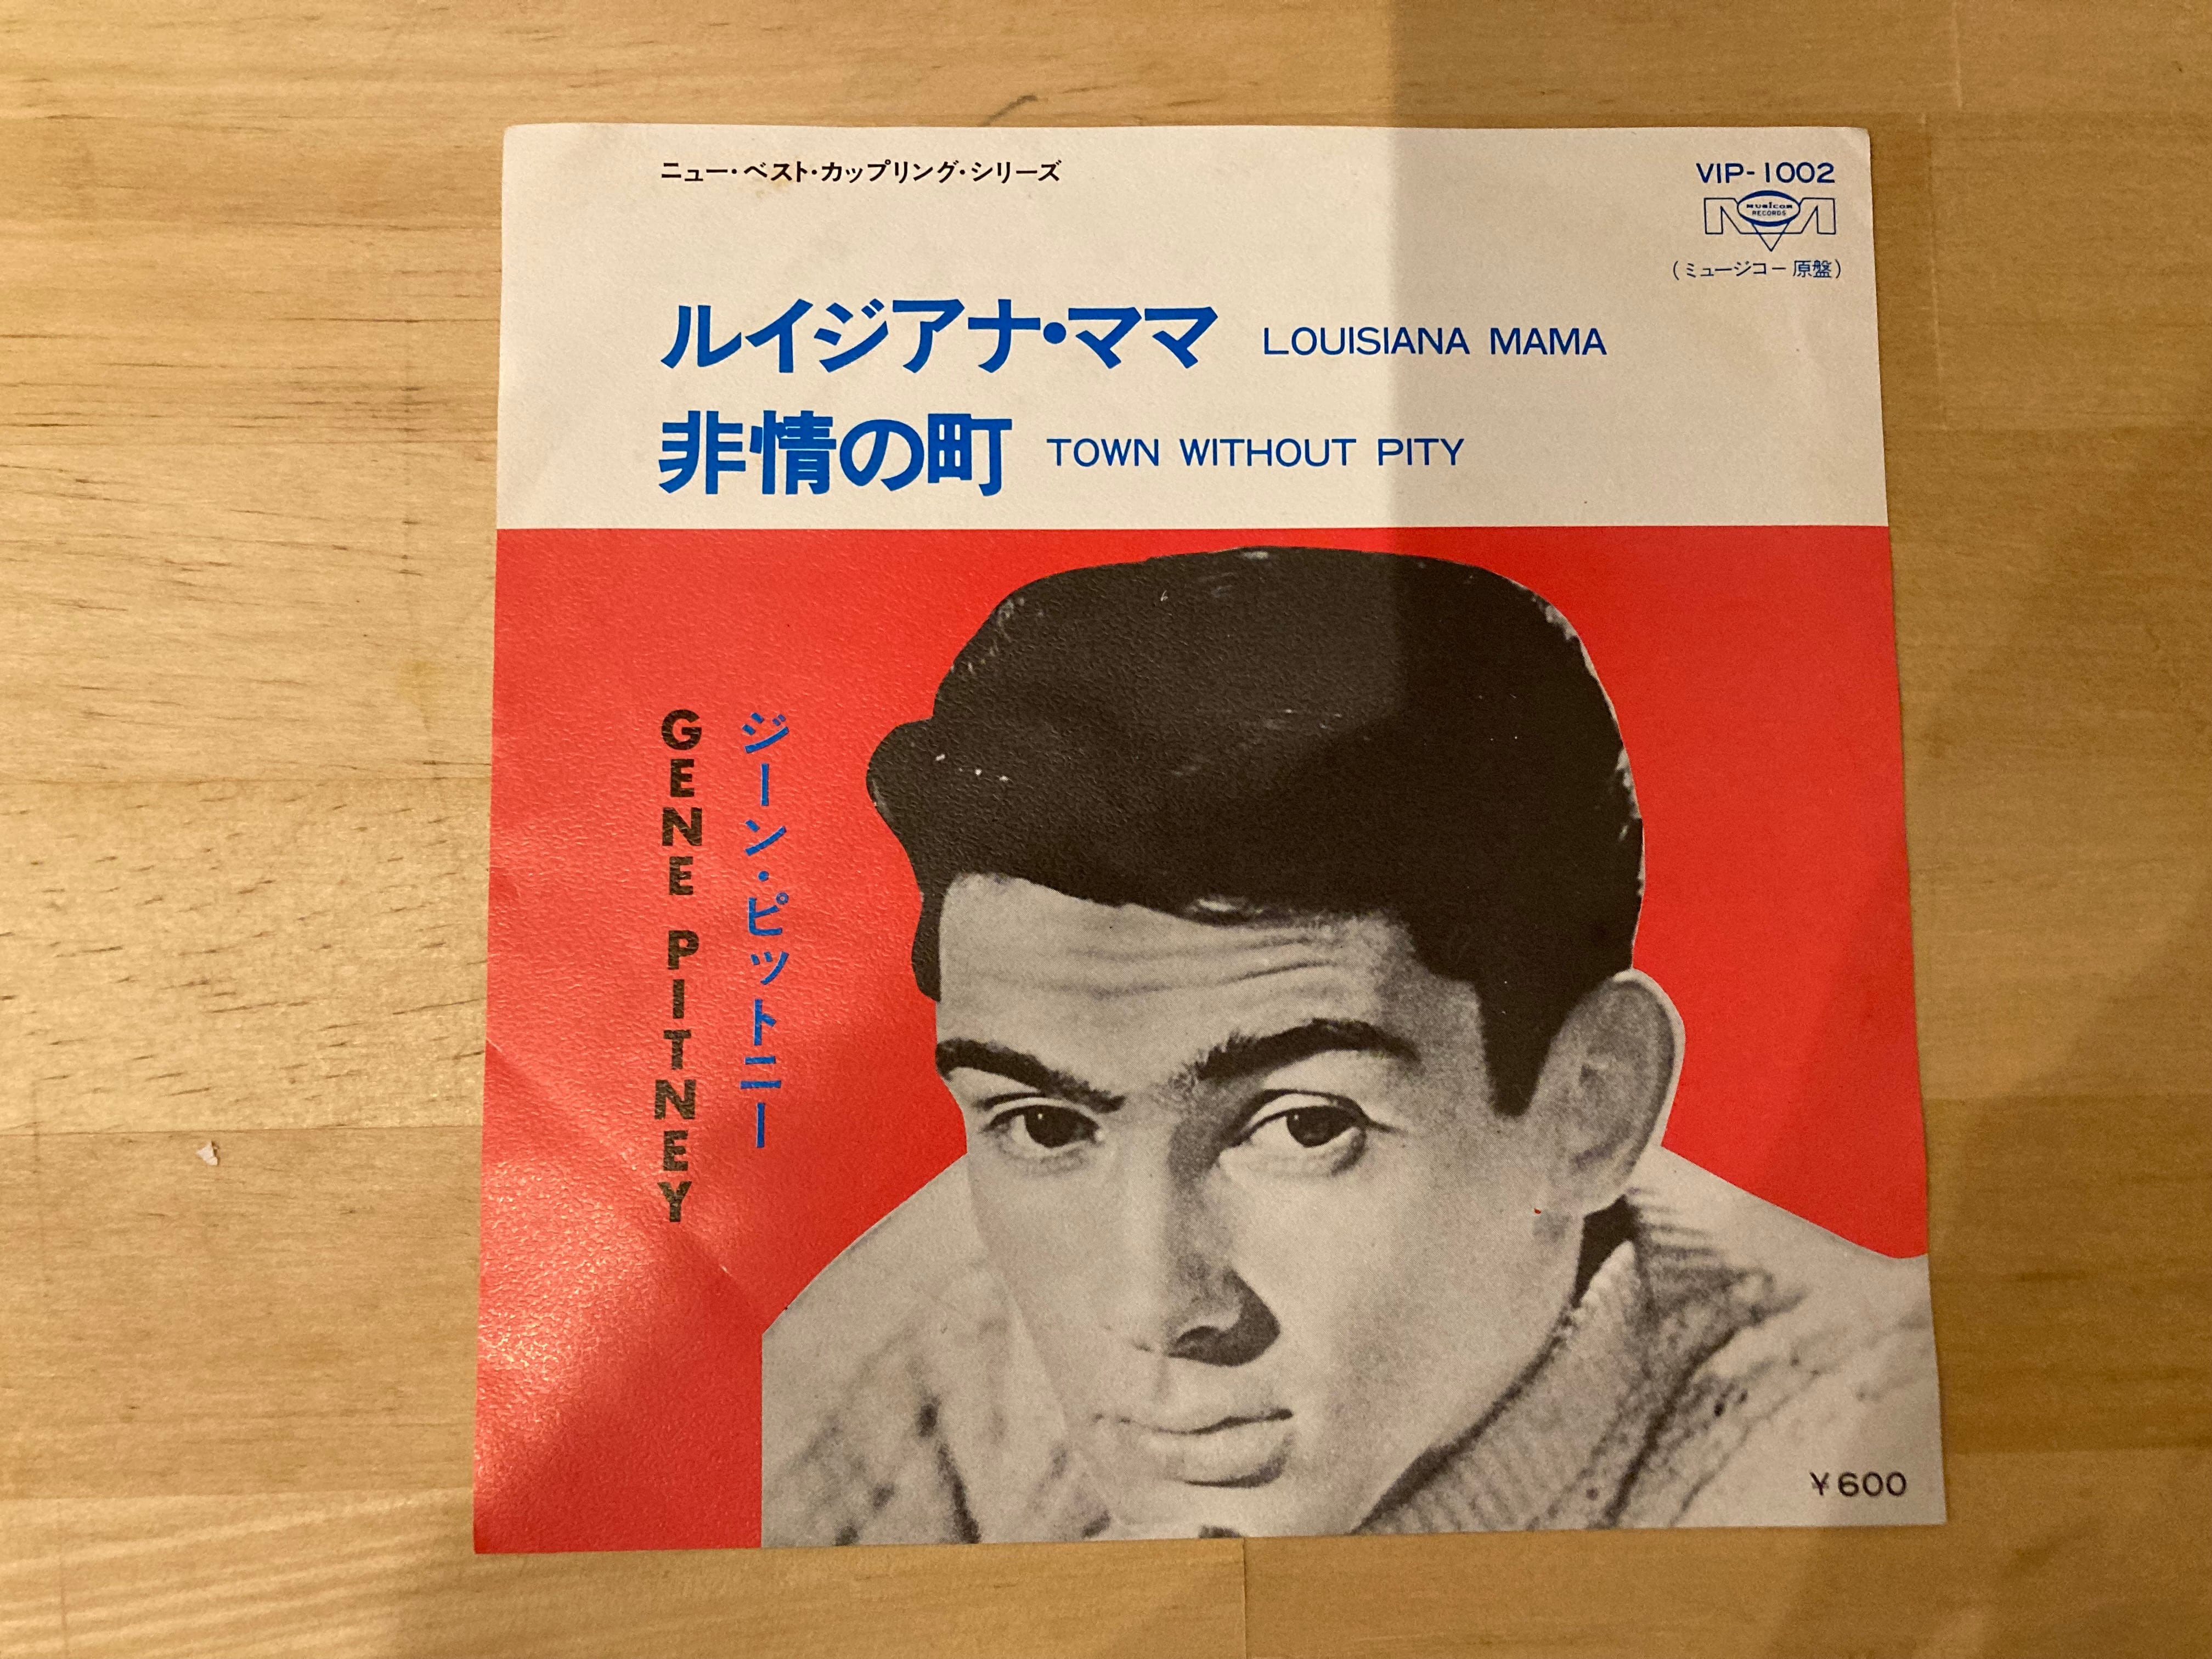 ニュー・ベスト・カップリング・シリーズ
VIP-1002
musicor
RECORDS
(ミュージコー原盤)
ルイジアナ・ママ LOUISIANA MAMA
非情の町 TOWN WITHOUT PITY
ジーン・ピットニー
GENE PITNEY
¥600